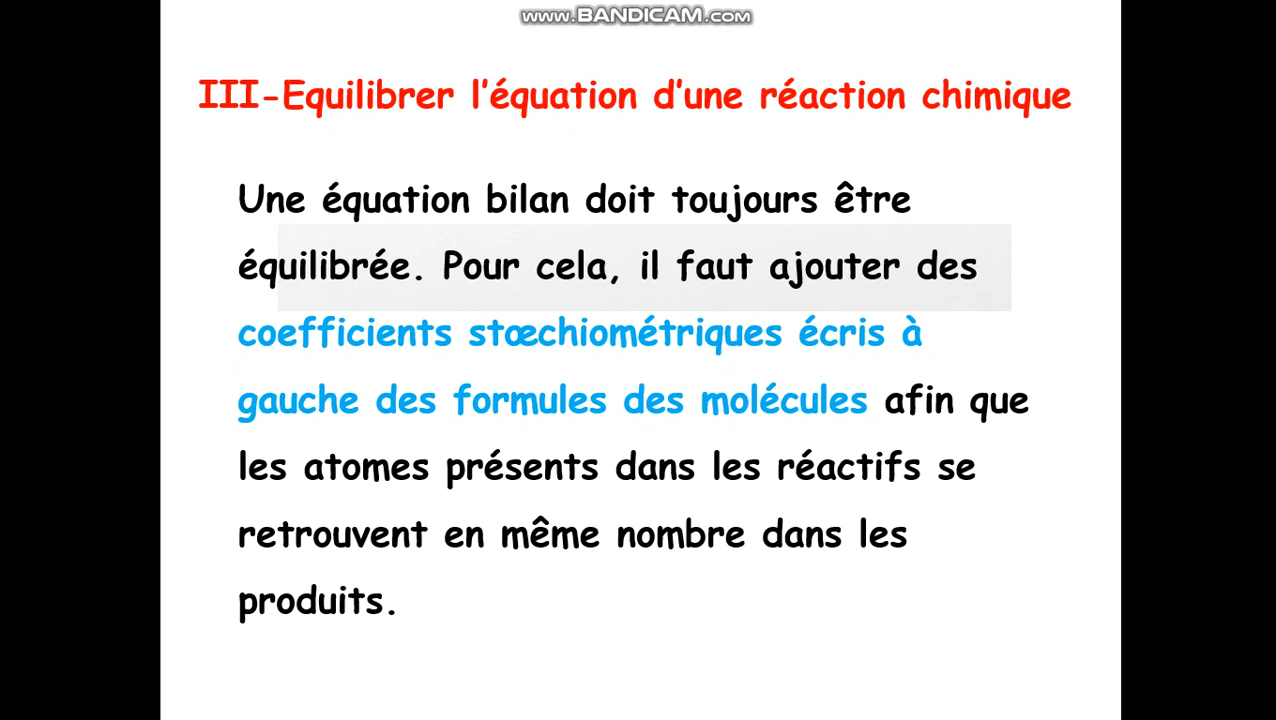 www.BANDICAM.com
III-Equilibrer l’équation d’une réaction chimique
Une équation bilan doit toujours être
équilibrée. Pour cela, il faut ajouter des
coefficients stœchiométriques écris à
gauche des formules des molécules afin que
les atomes présents dans les réactifs se
retrouvent en même nombre dans les
produits.